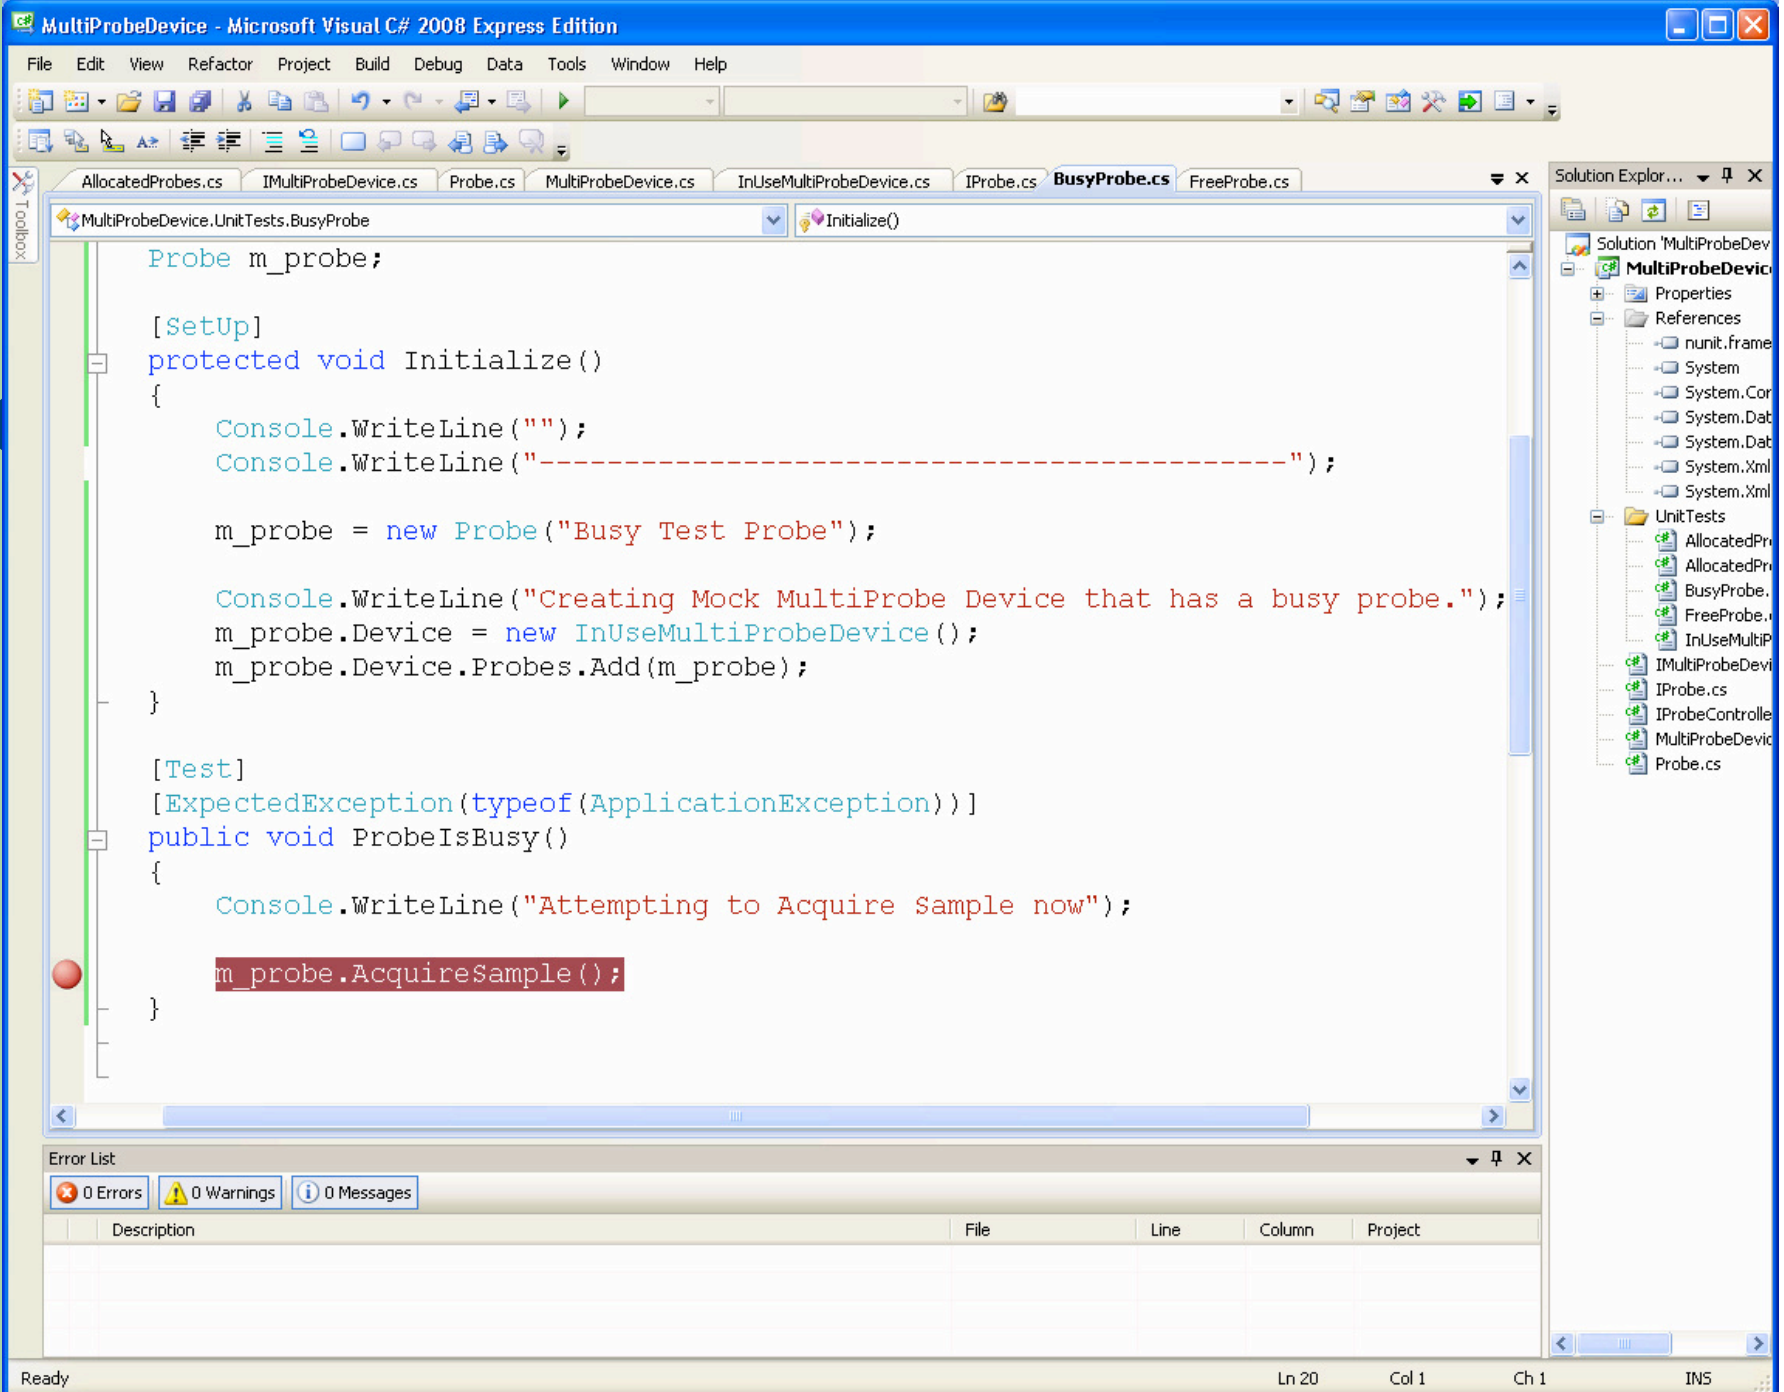 MultiProbeDevice - Microsoft Visual C# 2008 Express Edition
File Edit View Refactor Project Build Debug Data Tools Window Help
Toolbox
AllocatedProbes.cs IMultiProbeDevice.cs Probe.cs MultiProbeDevice.cs InUseMultiProbeDevice.cs IProbe.cs BusyProbe.cs FreeProbe.cs
MultiProbeDevice.UnitTests.BusyProbe
Initialize()
Probe m_probe;
[SetUp]
protected void Initialize()
{
Console.WriteLine("");
Console.WriteLine("--------------------------------------------");
m_probe = new Probe("Busy Test Probe");
Console.WriteLine("Creating Mock MultiProbe Device that has a busy probe.");
m_probe.Device = new InUseMultiProbeDevice();
m_probe.Device.Probes.Add(m_probe);
}
[Test]
[ExpectedException(typeof(ApplicationException))]
public void ProbeIsBusy()
{
Console.WriteLine("Attempting to Acquire Sample now");
m_probe.AcquireSample();
}
Solution Explor...
Solution 'MultiProbeDev
MultiProbeDevic
Properties
References
nunit.frame
System
System.Cor
System.Dat
System.Dat
System.Xml
System.Xml
UnitTests
AllocatedPr
AllocatedPr
BusyProbe.
FreeProbe.
InUseMultiP
IMultiProbeDevi
IProbe.cs
IProbeControlle
MultiProbeDevic
Probe.cs
Error List
0 Errors 0 Warnings 0 Messages
Description File Line Column Project
Ready Ln 20 Col 1 Ch 1 INS